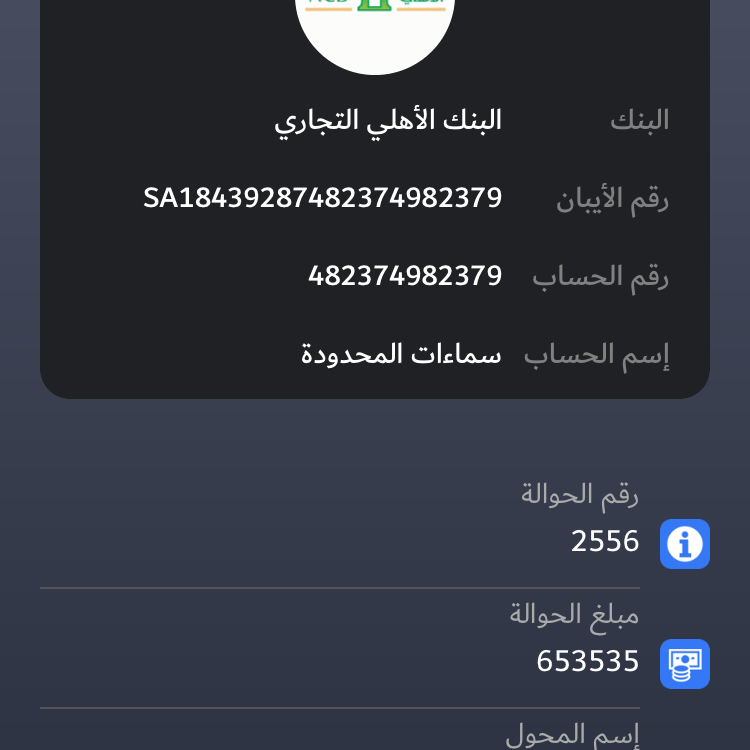 البنك البنك الأهلي التجاري
رقم الأيبان SA18439287482374982379
رقم الحساب 482374982379
إسم الحساب سماءات المحدودة
رقم الحوالة
2556
مبلغ الحوالة
653535
إسم المحول